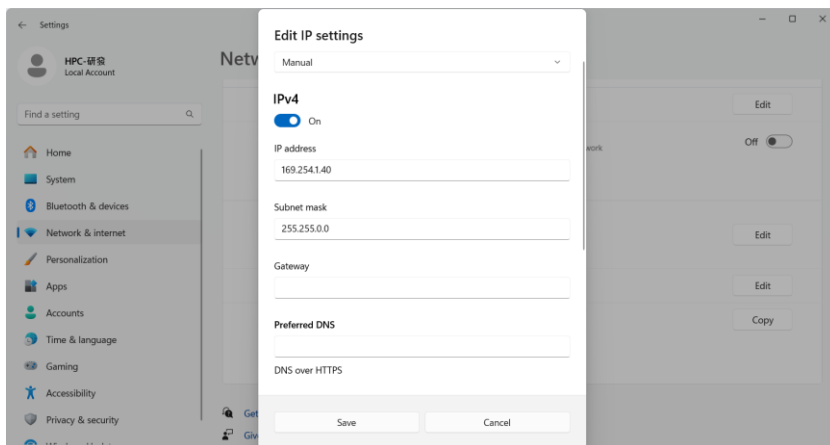 Settings
HPC-研發
Local Account
Find a setting
Home
System
Bluetooth & devices
Network & internet
Personalization
Apps
Accounts
Time & language
Gaming
Accessibility
Privacy & security
Netw
Edit IP settings
Manual
IPv4
On
IP address
169.254.1.40
Subnet mask
255.255.0.0
Gateway
Preferred DNS
DNS over HTTPS
Save
Cancel
Edit
work
Off
Edit
Edit
Copy
Get
Giv